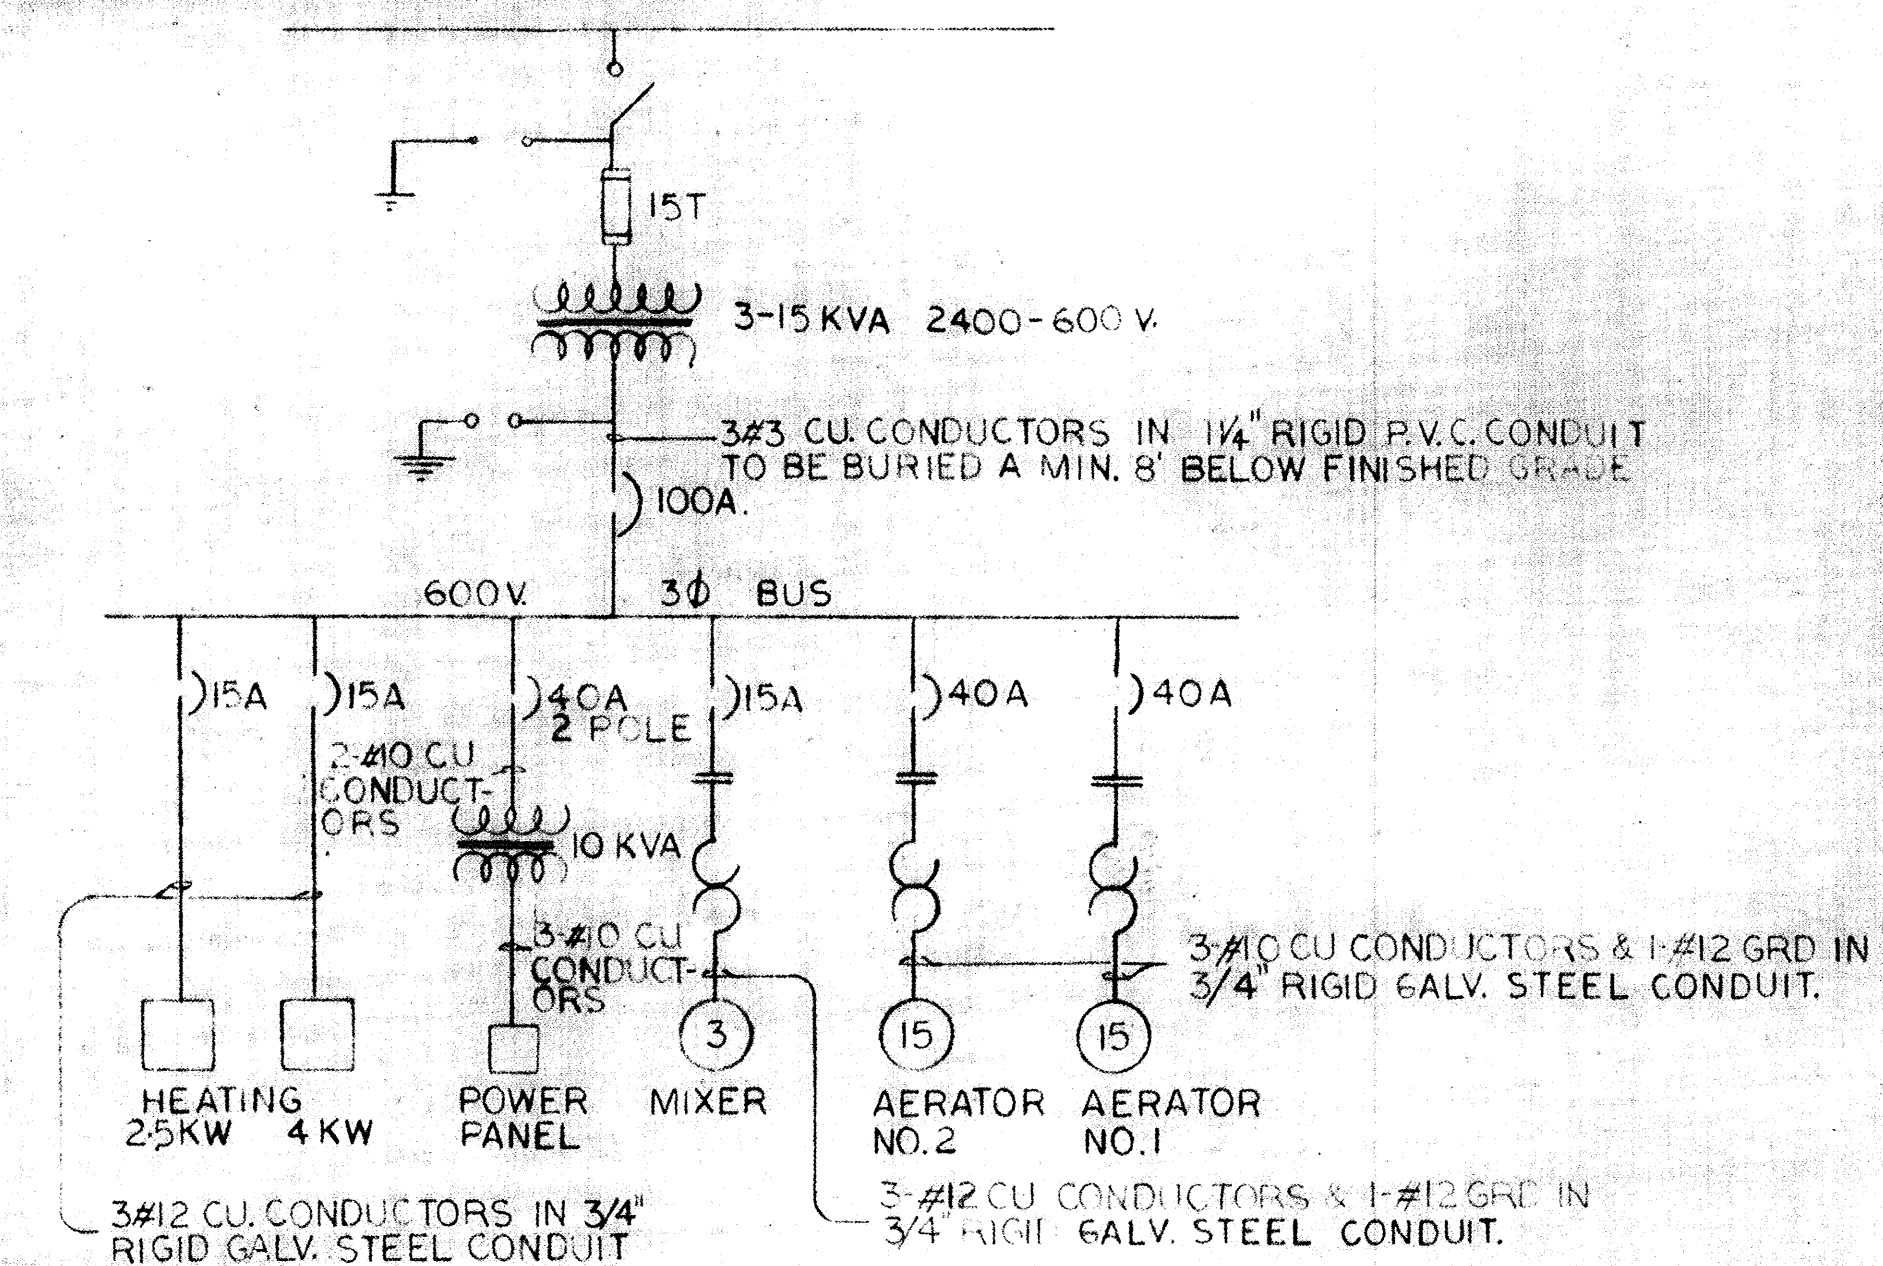 15T
3-15 KVA 2400-600 V.
3#3 CU. CONDUCTORS IN 1¼" RIGID P.V.C. CONDUIT
TO BE BURIED A MIN. 8' BELOW FINISHED GRADE
100A.
600V. 3ϕ BUS
15A
15A
40A
2 POLE
15A
40A
40A
2-#10 CU
CONDUCT-
ORS
10 KVA
3-#10 CU
CONDUCT-
ORS
3-#10 CU CONDUCTORS & 1-#12 GRD IN
3/4" RIGID GALV. STEEL CONDUIT.
3
15
15
HEATING
2.5KW 4 KW
POWER
PANEL
MIXER
AERATOR
NO. 2
AERATOR
NO. 1
3#12 CU. CONDUCTORS IN 3/4"
RIGID GALV. STEEL CONDUIT
3-#12 CU CONDUCTORS & 1-#12 GRD IN
3/4" RIGID GALV. STEEL CONDUIT.